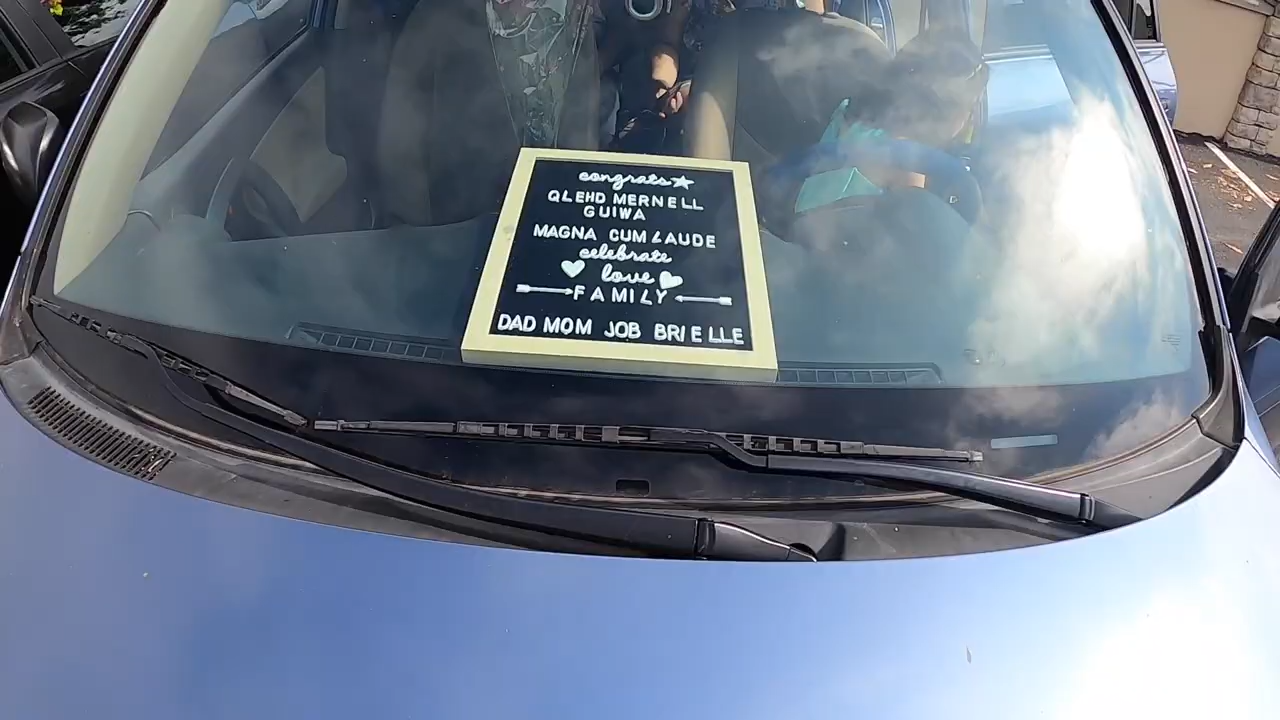 congrats
QLEHD MERNELL
GUIWA
MAGNA CUM LAUDE
celebrate
love
FAMILY
DAD MOM JOB BRIELLE